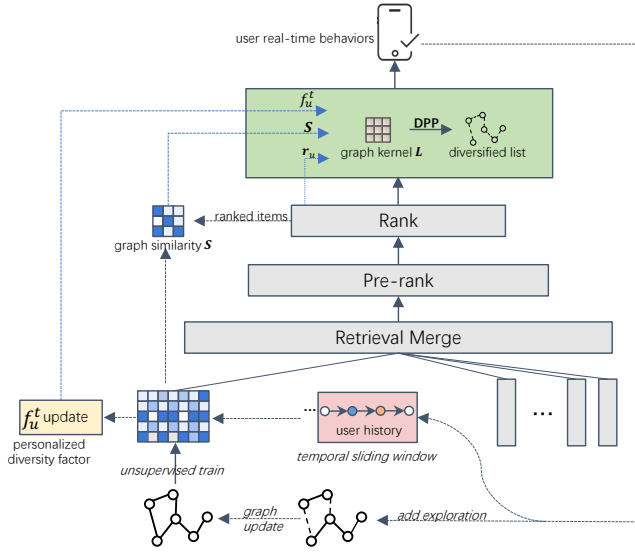 user real-time behaviors
f_u^t
S
r_u
DPP
graph kernel L
diversified list
ranked items
Rank
graph similarity S
Pre-rank
Retrieval Merge
f_u^t update
personalized
diversity factor
unsupervised train
...
user history
temporal sliding window
...
graph
update
add exploration